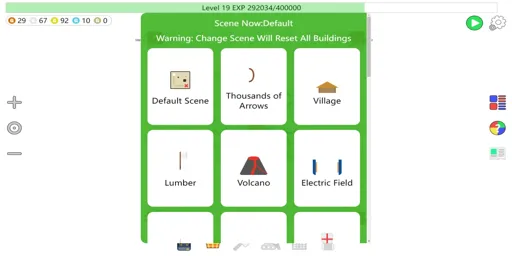 Level 19 EXP 292034/400000
29 67 92 10 0
Scene Now:Default
Warning: Change Scene Will Reset All Buildings
Default Scene
Thousands of
Arrows
Village
Lumber
Volcano
Electric Field